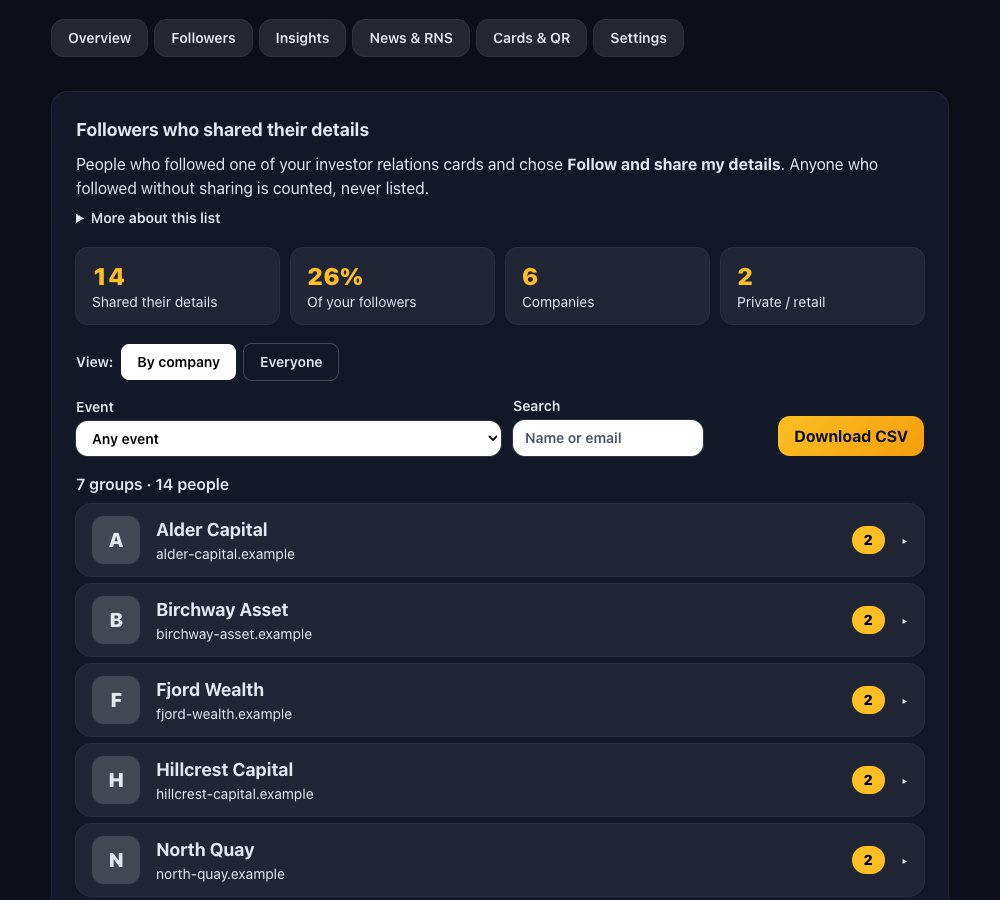 Overview Followers Insights News & RNS Cards & QR Settings
Followers who shared their details
People who followed one of your investor relations cards and chose Follow and share my details. Anyone who
followed without sharing is counted, never listed.
More about this list
14 26% 6 2
Shared their details Of your followers Companies Private / retail
View: By company Everyone
Event Search
Any event Name or email Download CSV
7 groups · 14 people
A Alder Capital 2
alder-capital.example
B Birchway Asset 2
birchway-asset.example
F Fjord Wealth 2
fjord-wealth.example
H Hillcrest Capital 2
hillcrest-capital.example
N North Quay 2
north-quay.example